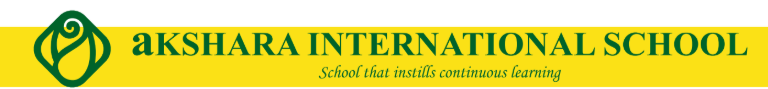 aKSHARA INTERNATIONAL SCHOOL
School that instills continuous learning